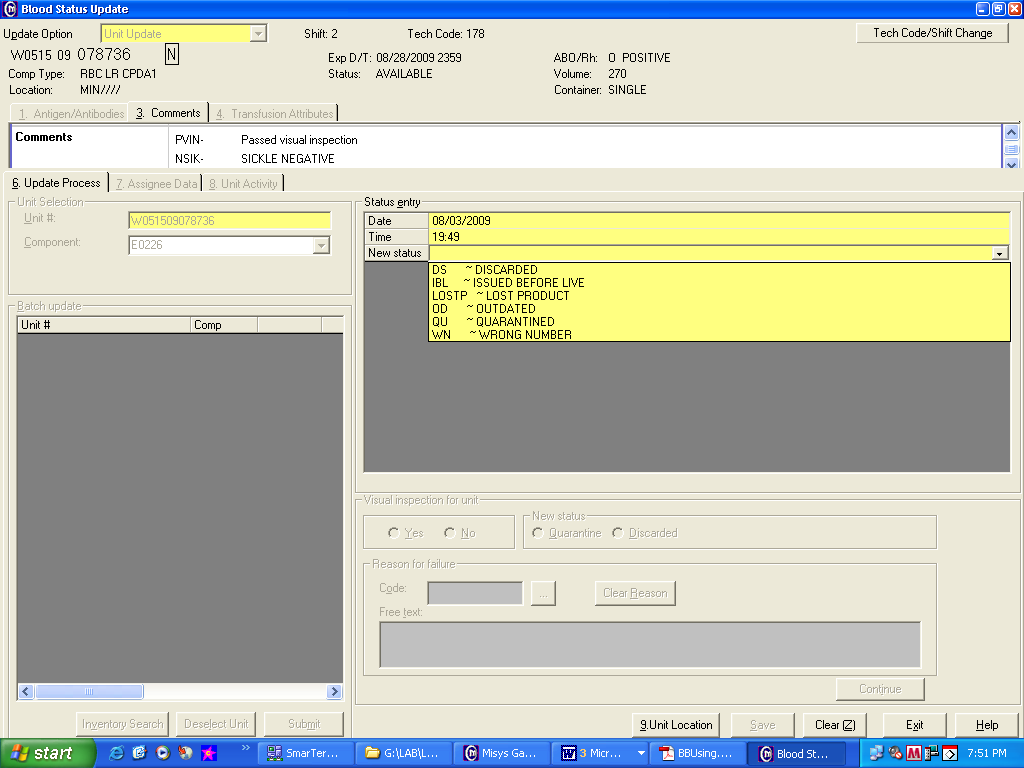 Blood Status Update
Update Option Unit Update Shift: 2 Tech Code: 178 Tech Code/Shift Change
W0515 09 078736 N
Exp D/T: 08/28/2009 2359 ABO/Rh: O POSITIVE
Comp Type: RBC LR CPDA1 Status: AVAILABLE Volume: 270
Location: MIN//// Container: SINGLE
1. Antigen/Antibodies 3. Comments 4. Transfusion Attributes
Comments PVIN- Passed visual inspection
NSIK- SICKLE NEGATIVE
6. Update Process 7. Assignee Data 8. Unit Activity
Unit Selection
Unit #: W051509078736
Component: E0226
Batch update
Unit # Comp
Inventory Search Deselect Unit Submit
Status entry
Date 08/03/2009
Time 19:49
New status
DS ~ DISCARDED
IBL ~ ISSUED BEFORE LIVE
LOSTP ~ LOST PRODUCT
OD ~ OUTDATED
QU ~ QUARANTINED
WN ~ WRONG NUMBER
Visual inspection for unit
Yes No
New status
Quarantine Discarded
Reason for failure
Code: ... Clear Reason
Free text:
Continue
9.Unit Location Save Clear (Z) Exit Help
start SmarTer... G:\LAB\L... Misys Ga... 3 Micr... BBUsing.... Blood St... 7:51 PM